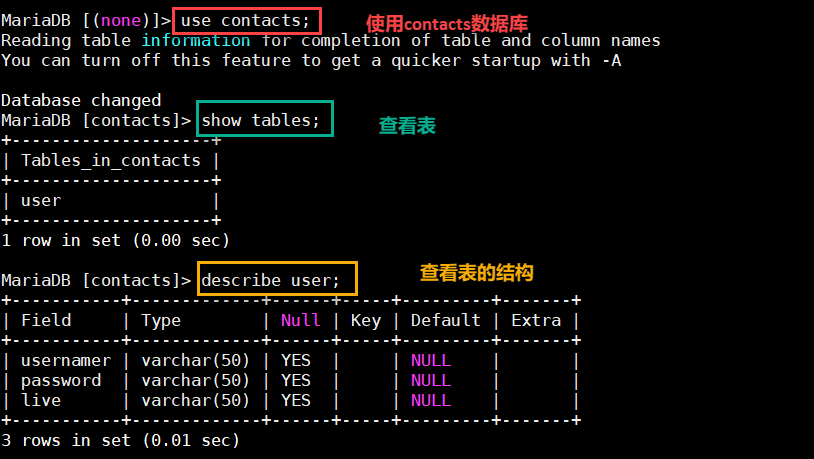 MariaDB [(none)]> use contacts; 使用contacts数据库
Reading table information for completion of table and column names
You can turn off this feature to get a quicker startup with -A
Database changed
MariaDB [contacts]> show tables; 查看表
+--------------------+
| Tables_in_contacts |
+--------------------+
| user               |
+--------------------+
1 row in set (0.00 sec)
MariaDB [contacts]> describe user; 查看表的结构
+-----------+-------------+------+-----+---------+-------+
| Field     | Type        | Null | Key | Default | Extra |
+-----------+-------------+------+-----+---------+-------+
| usernamer | varchar(50) | YES  |     | NULL    |       |
| password  | varchar(50) | YES  |     | NULL    |       |
| live      | varchar(50) | YES  |     | NULL    |       |
+-----------+-------------+------+-----+---------+-------+
3 rows in set (0.01 sec)